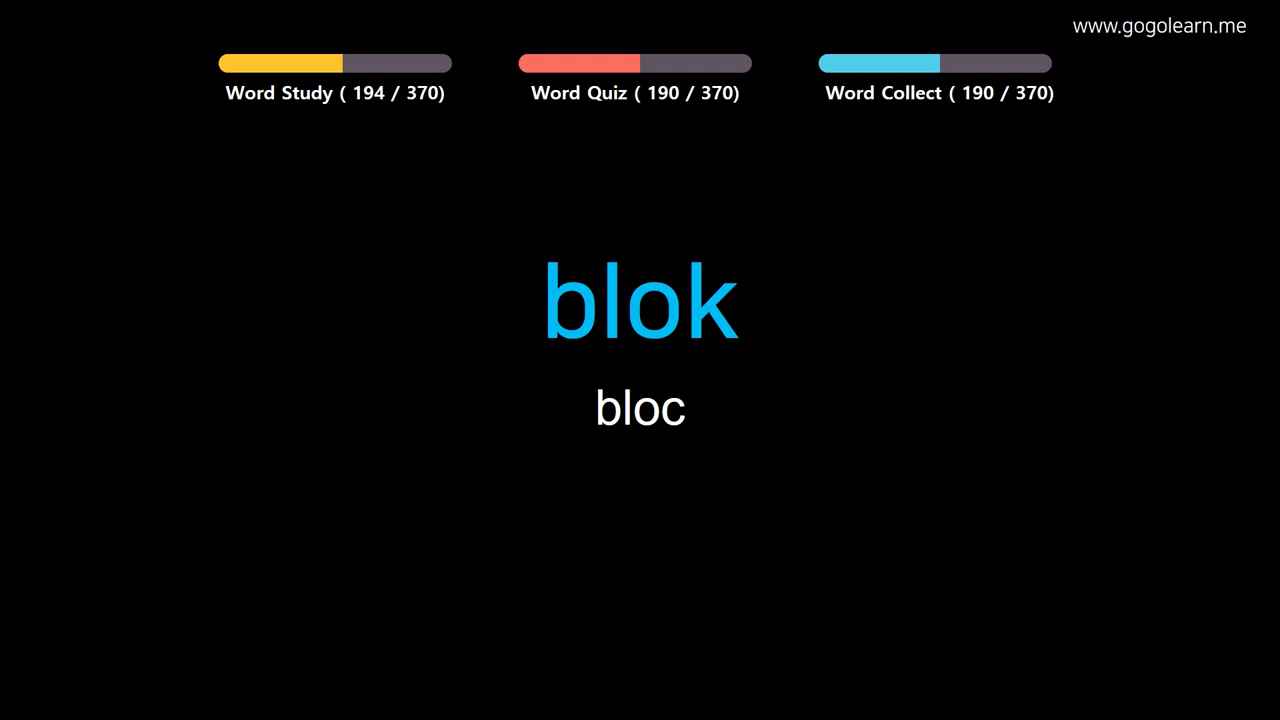 www.gogolearn.me
Word Study ( 194 / 370)
Word Quiz ( 190 / 370)
Word Collect ( 190 / 370)
blok
bloc